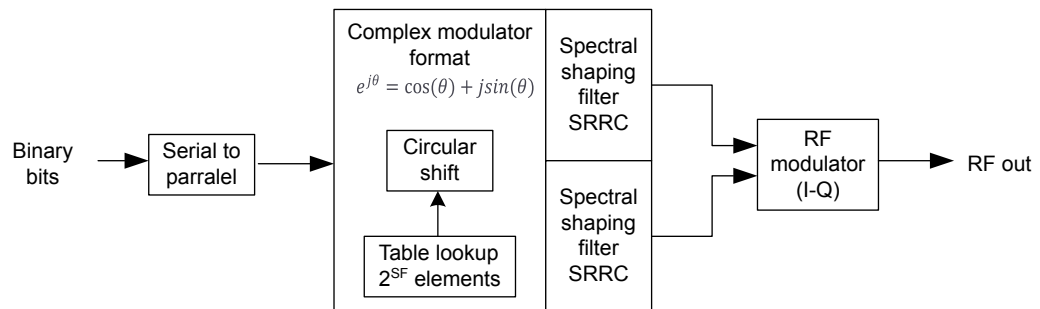 Binary
bits
Serial to
parralel
Complex modulator
format
e^{jθ} = cos(θ) + jsin(θ)
Circular
shift
Table lookup
2^{SF} elements
Spectral
shaping
filter
SRRC
Spectral
shaping
filter
SRRC
RF
modulator
(I-Q)
RF out